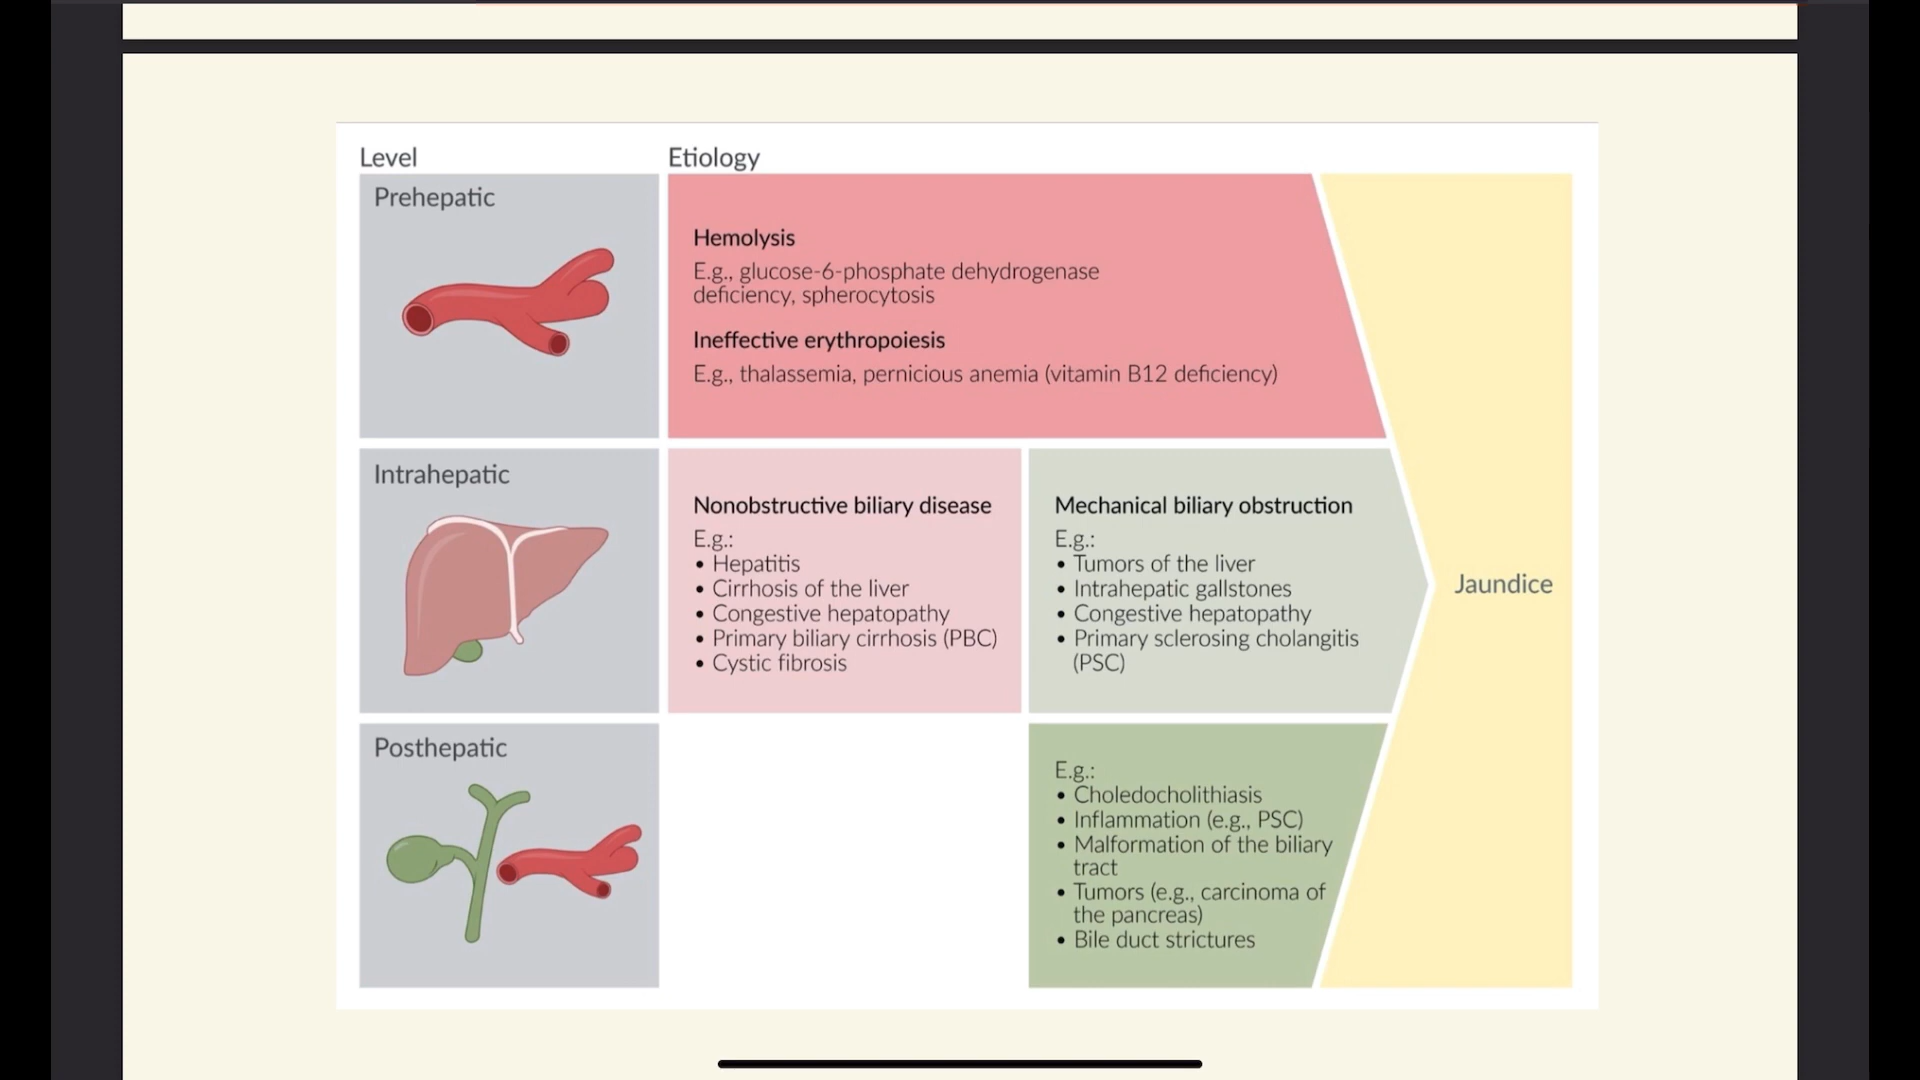 Level
Etiology
Prehepatic
Hemolysis
E.g., glucose-6-phosphate dehydrogenase
deficiency, spherocytosis
Ineffective erythropoiesis
E.g., thalassemia, pernicious anemia (vitamin B12 deficiency)
Intrahepatic
Nonobstructive biliary disease
E.g.:
• Hepatitis
• Cirrhosis of the liver
• Congestive hepatopathy
• Primary biliary cirrhosis (PBC)
• Cystic fibrosis
Mechanical biliary obstruction
E.g.:
• Tumors of the liver
• Intrahepatic gallstones
• Congestive hepatopathy
• Primary sclerosing cholangitis
(PSC)
Jaundice
Posthepatic
E.g.:
• Choledocholithiasis
• Inflammation (e.g., PSC)
• Malformation of the biliary
tract
• Tumors (e.g., carcinoma of
the pancreas)
• Bile duct strictures